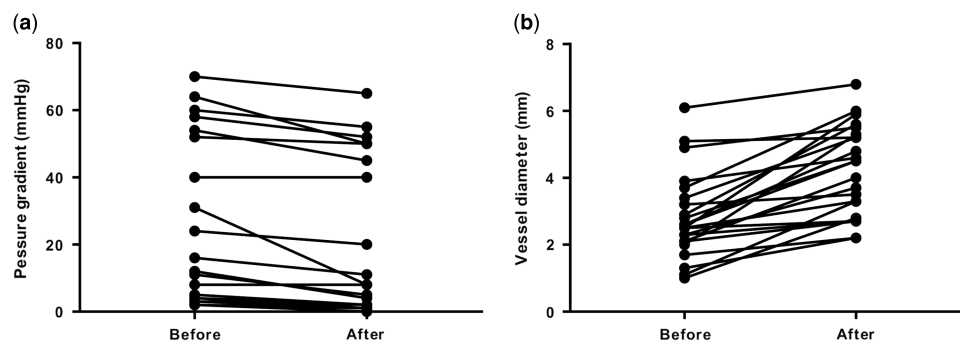 (a)
80
60
40
20
0
Pessure gradient (mmHg)
Before
After
(b)
8
6
4
2
0
Vessel diameter (mm)
Before
After